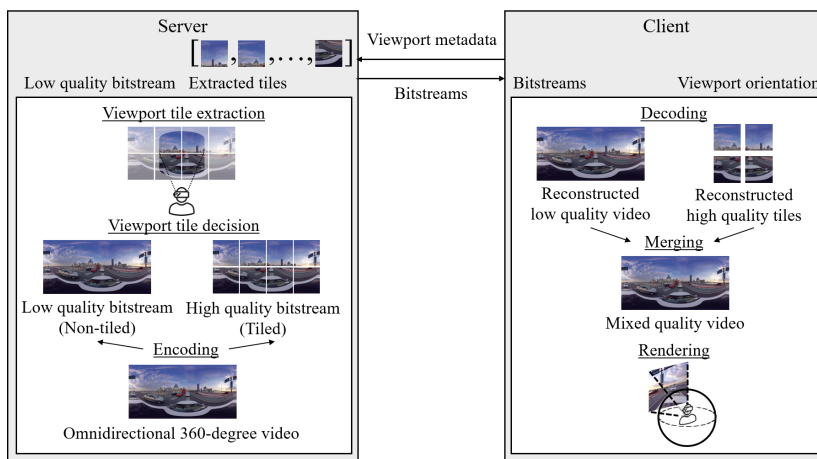 Server
[ , ,..., ]
Low quality bitstream Extracted tiles
Viewport tile extraction
Viewport tile decision
Low quality bitstream
(Non-tiled)
High quality bitstream
(Tiled)
Encoding
Omnidirectional 360-degree video
Viewport metadata
Bitstreams
Client
Bitstreams
Viewport orientation
Decoding
Reconstructed
low quality video
Reconstructed
high quality tiles
Merging
Mixed quality video
Rendering